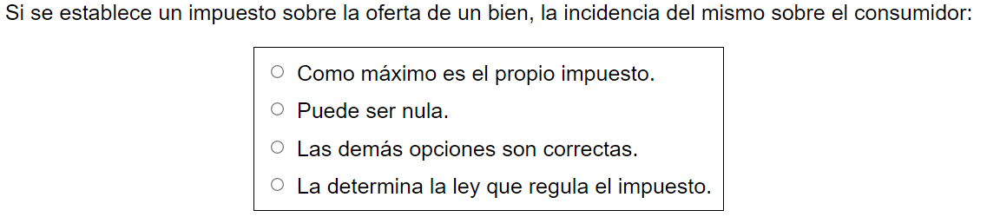 Si se establece un impuesto sobre la oferta de un bien, la incidencia del mismo sobre el consumidor:
Como máximo es el propio impuesto.
Puede ser nula.
Las demás opciones son correctas.
La determina la ley que regula el impuesto.